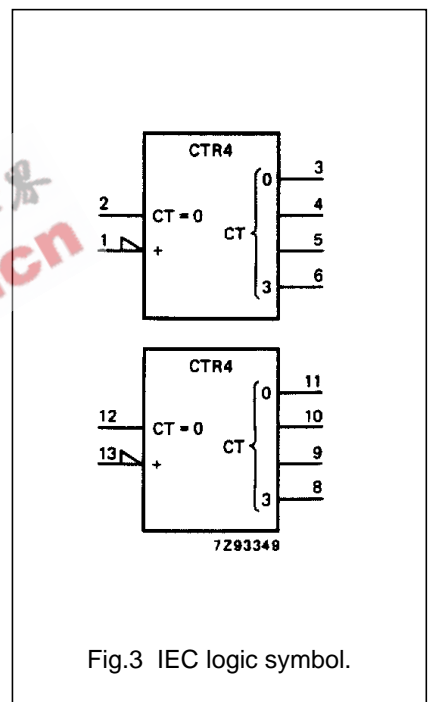 CTR4
0 3
2 4
CT = 0
CT
1 + 5
3 6
CTR4
0 11
12 10
CT = 0
CT
13 + 9
3 8
7Z93349
Fig.3 IEC logic symbol.
cn